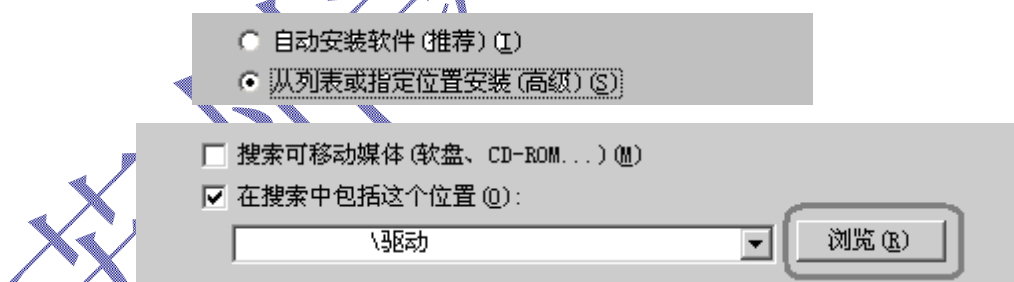 自动安装软件(推荐)(I)
从列表或指定位置安装(高级)(S)
搜索可移动媒体(软盘、CD-ROM...)(M)
在搜索中包括这个位置(O):
\驱动
浏览(R)